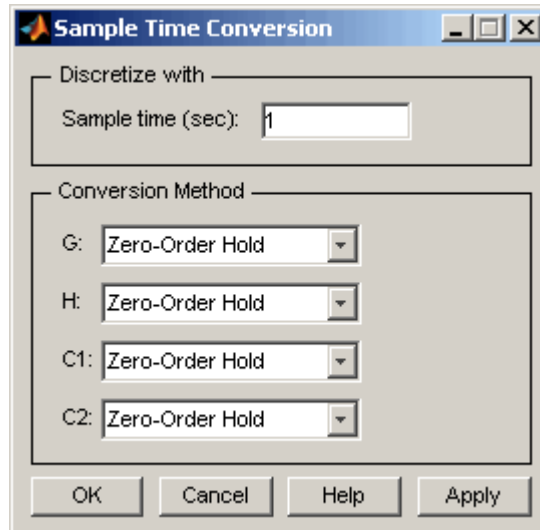 Sample Time Conversion
Discretize with
Sample time (sec): 1
Conversion Method
G: Zero-Order Hold
H: Zero-Order Hold
C1: Zero-Order Hold
C2: Zero-Order Hold
OK Cancel Help Apply